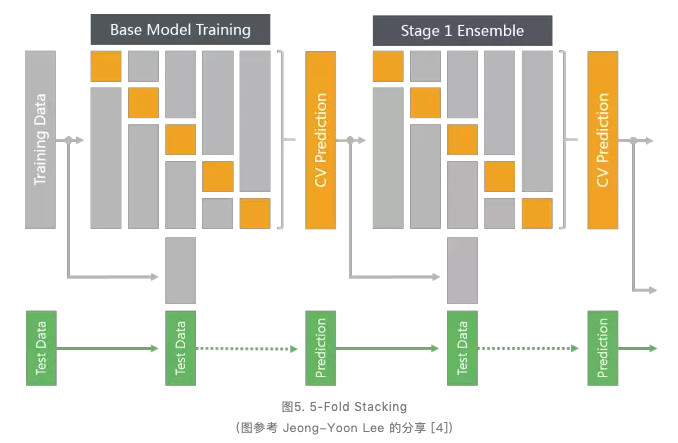 Base Model Training
Stage 1 Ensemble
Training Data
CV Prediction
CV Prediction
Test Data
Test Data
Prediction
Test Data
Prediction
图5. 5-Fold Stacking
(图参考 Jeong-Yoon Lee 的分享 [4])